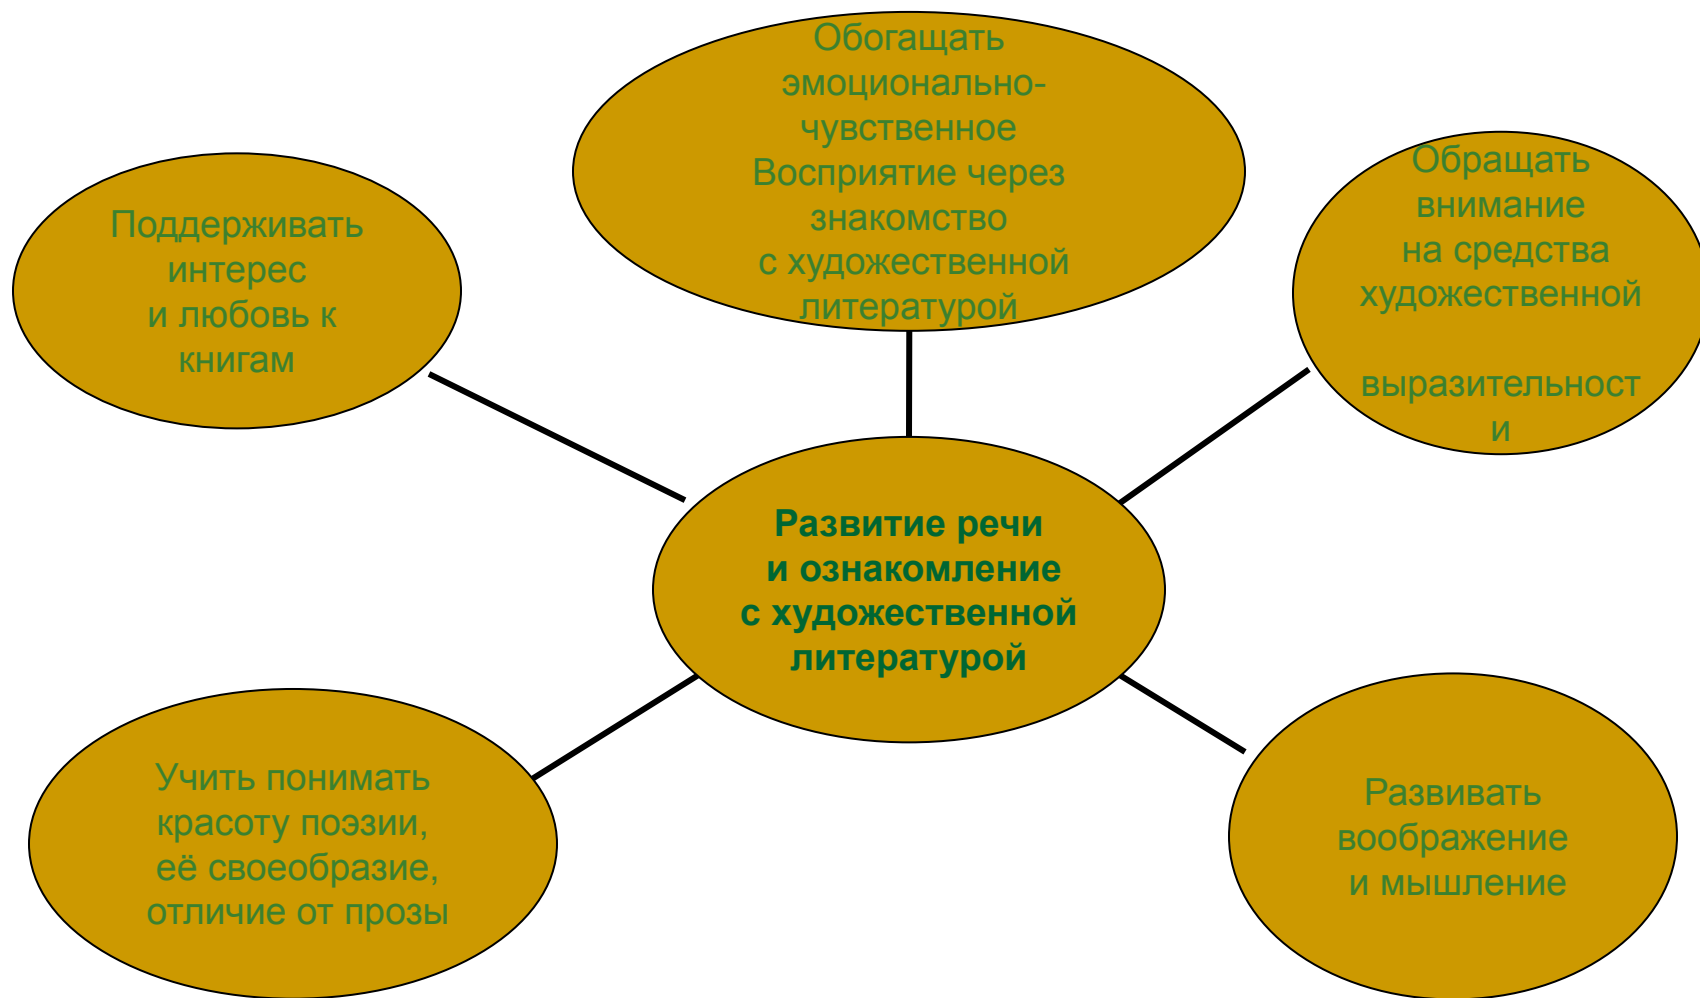 Обогащать
эмоционально-
чувственное
Восприятие через
знакомство
с художественной
литературой
Поддерживать
интерес
и любовь к
книгам
Обращать
внимание
на средства
художественной
выразительност
и
Развитие речи
и ознакомление
с художественной
литературой
Учить понимать
красоту поэзии,
её своеобразие,
отличие от прозы
Развивать
воображение
и мышление